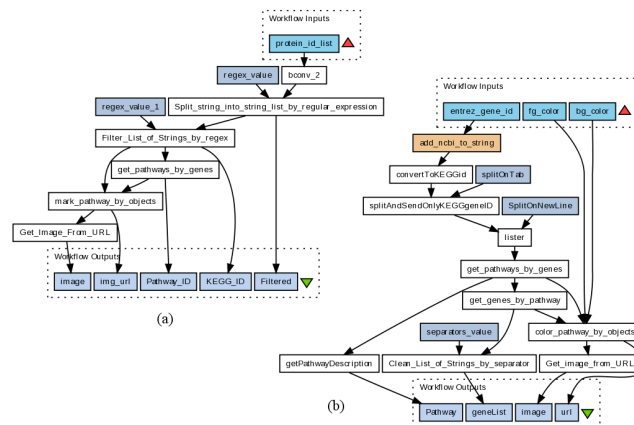 Workflow Inputs
protein_id_list
regex_value
bconv_2
regex_value_1
Split_string_into_string_list_by_regular_expression
Filter_List_of_Strings_by_regex
get_pathways_by_genes
mark_pathway_by_objects
Get_Image_From_URL
Workflow Outputs
image
img_url
Pathway_ID
KEGG_ID
Filtered
(a)
Workflow Inputs
entrez_gene_id
fg_color
bg_color
add_ncbi_to_string
convertToKEGGid
splitOnTab
splitAndSendOnlyKEGGgeneID
SplitOnNewLine
lister
get_pathways_by_genes
get_genes_by_pathway
separators_value
color_pathway_by_objects
getPathwayDescription
Clean_List_of_Strings_by_separator
Get_image_from_URL
Workflow Outputs
Pathway
geneList
image
url
(b)